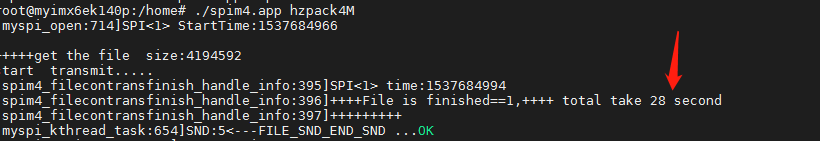 root@myimx6ek140p:/home# ./spim4.app hzpack4M
myspi_open:714]SPI<1> StartTime:1537684966
+++++get the file  size:4194592
start  transmit.....
spim4_filecontransfinish_handle_info:395]SPI<1> time:1537684994
spim4_filecontransfinish_handle_info:396]++++File is finished==1,++++ total take 28 second
spim4_filecontransfinish_handle_info:397]+++++++++
myspi_kthread_task:654]SND:5<---FILE_SND_END_SND ...OK